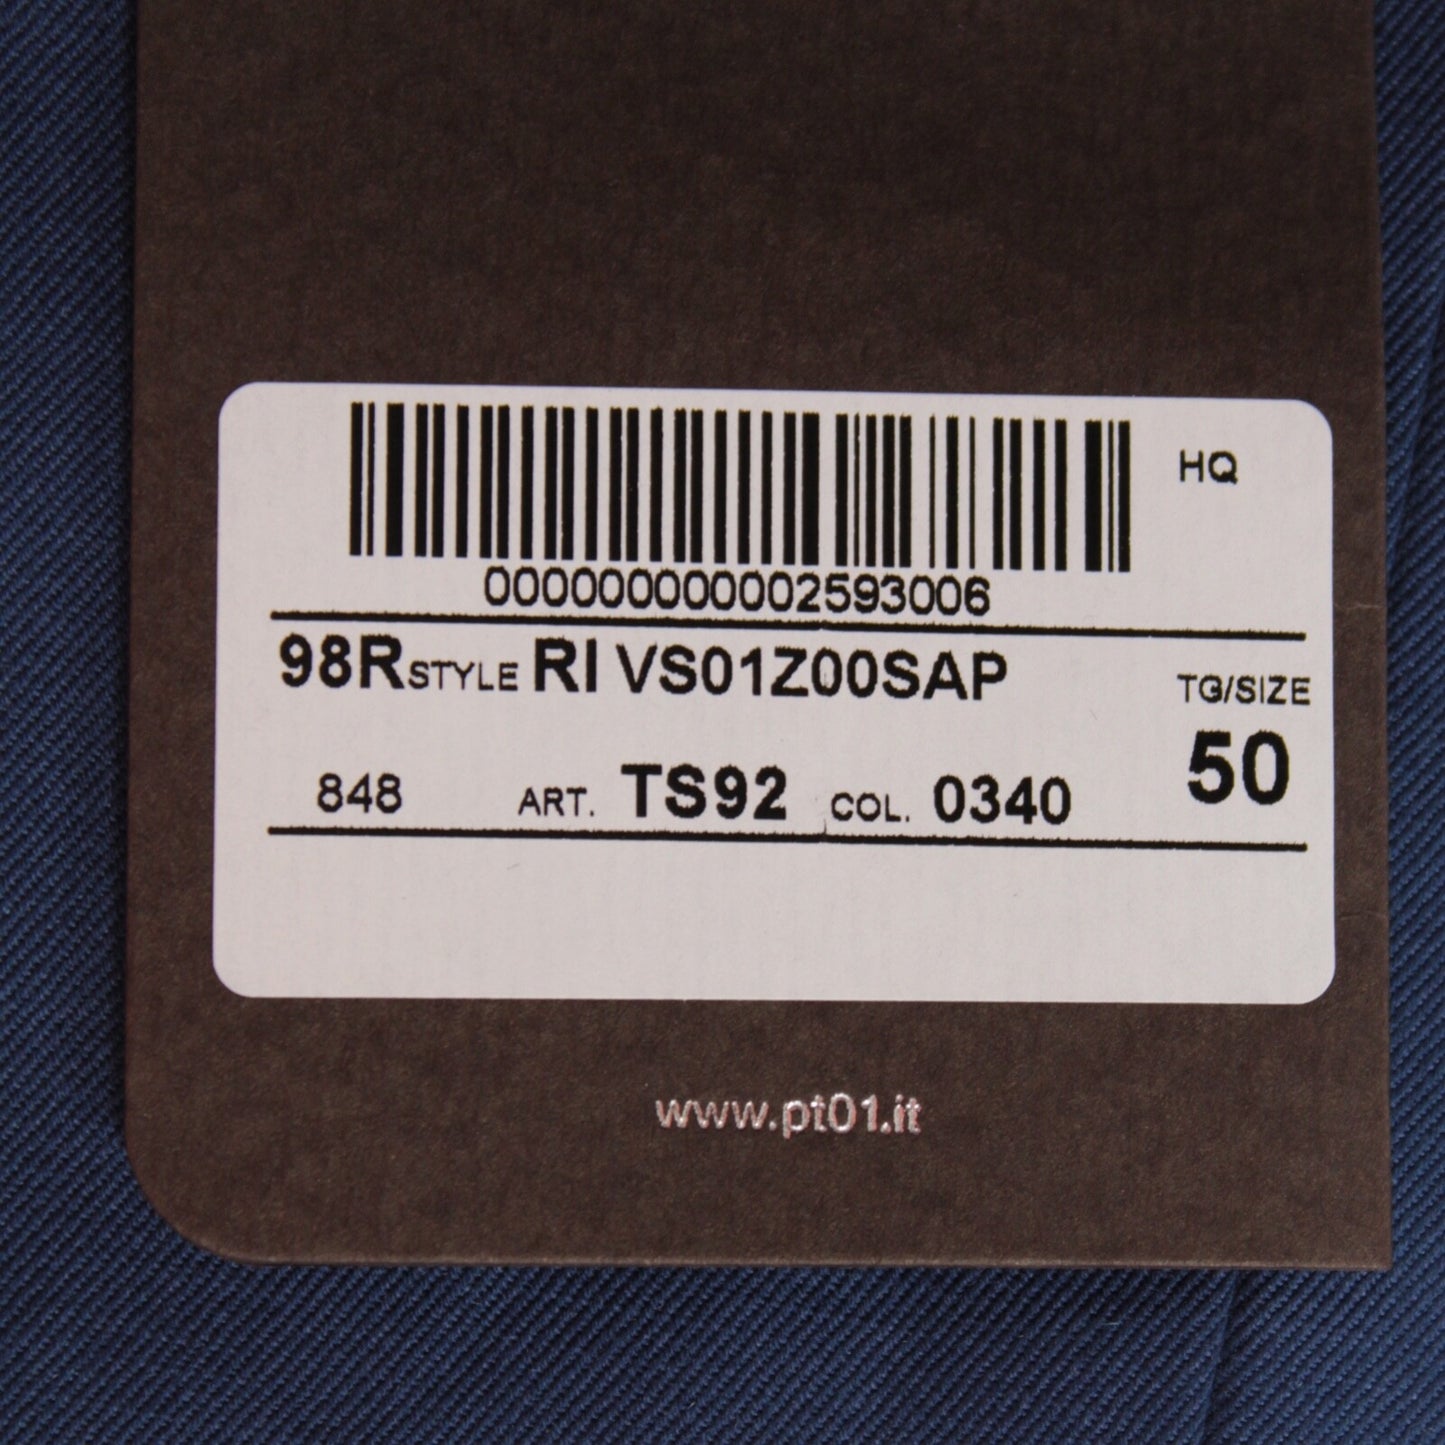 HQ
000000000002593006
98R STYLE RI VS01Z00SAP
TG/SIZE
50
848 ART. TS92 COL. 0340
www.pt01.it